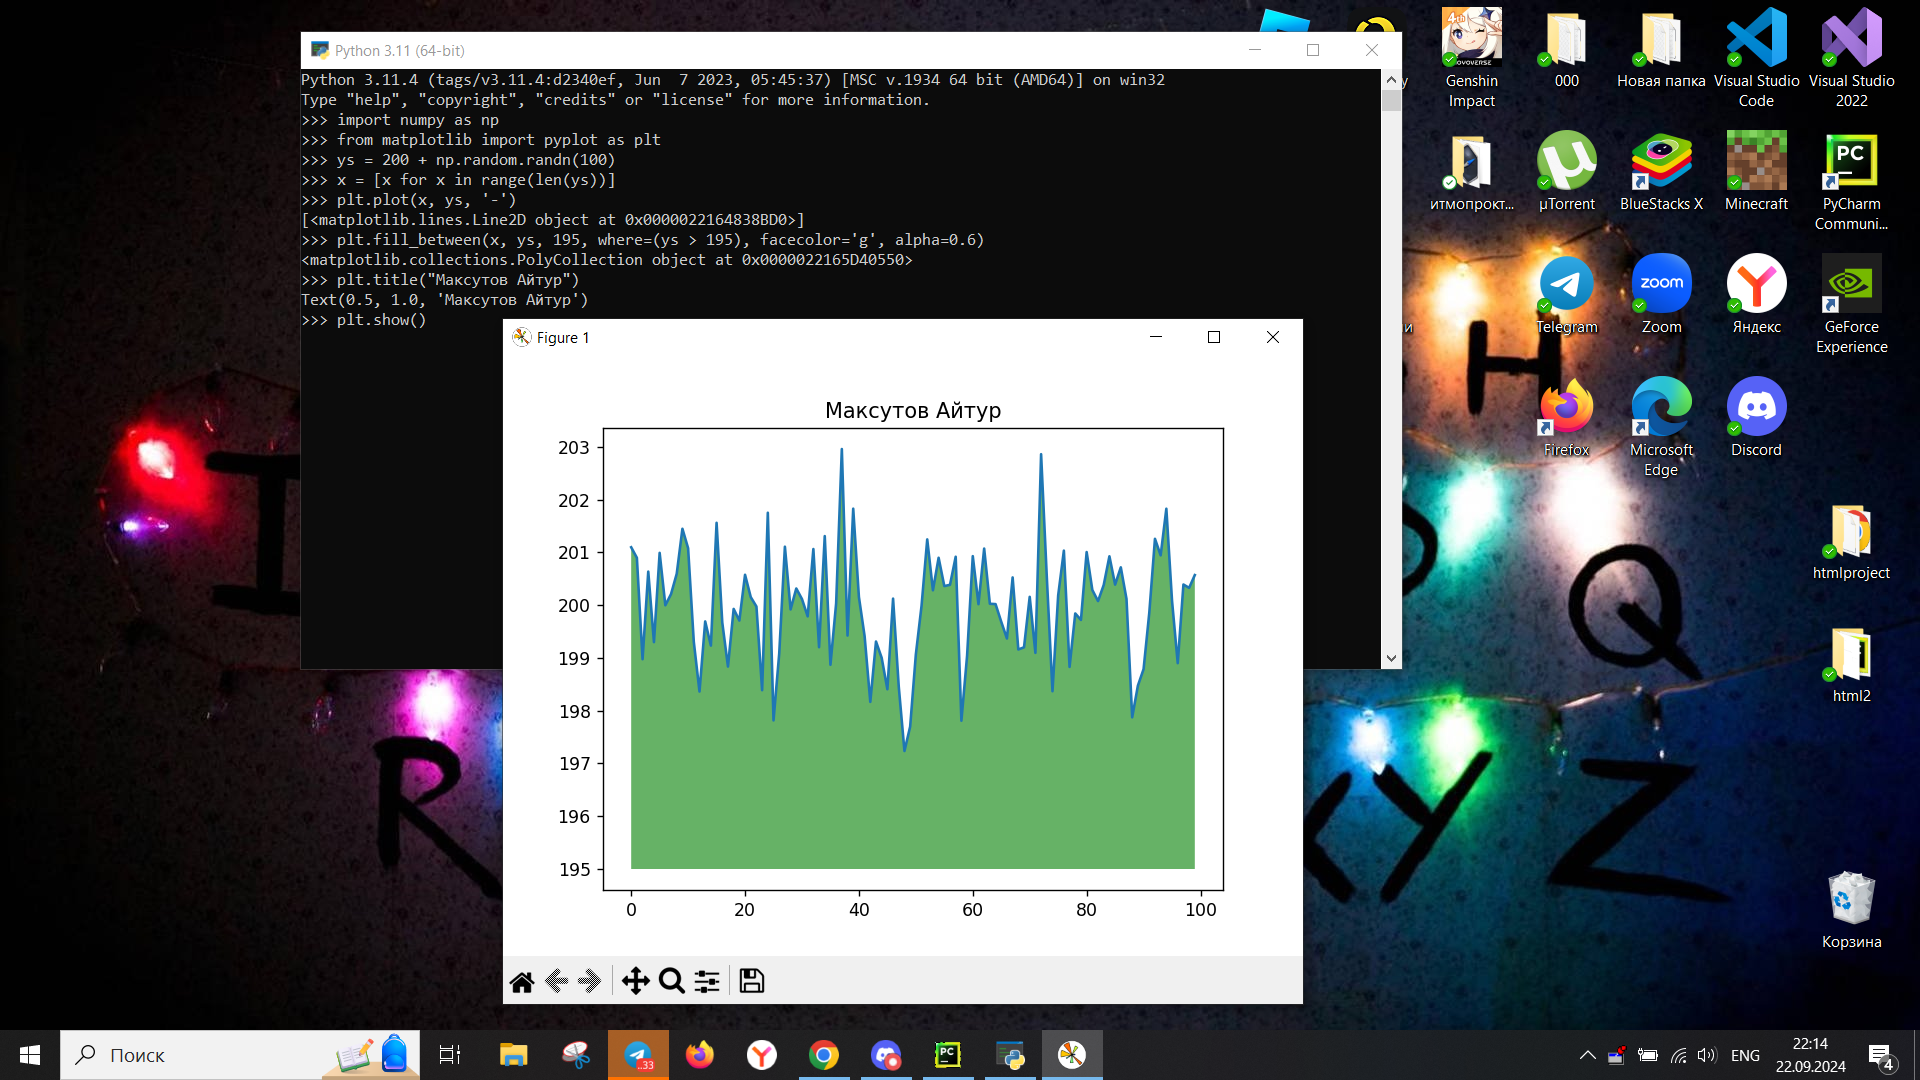 Python 3.11 (64-bit)
Python 3.11.4 (tags/v3.11.4:d2340ef, Jun  7 2023, 05:45:37) [MSC v.1934 64 bit (AMD64)] on win32
Type "help", "copyright", "credits" or "license" for more information.
>>> import numpy as np
>>> from matplotlib import pyplot as plt
>>> ys = 200 + np.random.randn(100)
>>> x = [x for x in range(len(ys))]
>>> plt.plot(x, ys, '-')
[<matplotlib.lines.Line2D object at 0x0000022164838BD0>]
>>> plt.fill_between(x, ys, 195, where=(ys > 195), facecolor='g', alpha=0.6)
<matplotlib.collections.PolyCollection object at 0x0000022165D40550>
>>> plt.title("Максутов Айтур")
Text(0.5, 1.0, 'Максутов Айтур')
>>> plt.show()
Figure 1
Максутов Айтур
203
202
201
200
199
198
197
196
195
0 20 40 60 80 100
Genshin Impact
000
Новая папка
Visual Studio Code
Visual Studio 2022
итмопрокт...
µTorrent
BlueStacks X
Minecraft
PC
PyCharm Communi...
Telegram
zoom
Zoom
Яндекс
GeForce Experience
Firefox
Microsoft Edge
Discord
htmlproject
html2
Корзина
I
H
Q
R
Y
Z
Поиск
..33
PC
ENG
22:14
22.09.2024
4